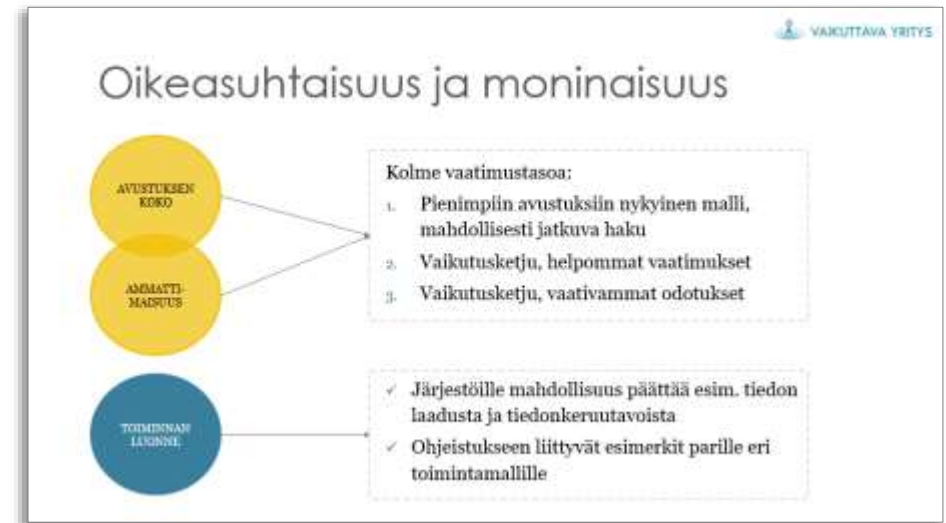 VAIKUTTAVA YRITYS
Oikeasuhtaisuus ja moninaisuus
AVUSTUKSEN
KOKO
AMMATTI-
MAISUUS
Kolme vaatimustasoa:
1. Pienimpiin avustuksiin nykyinen malli,
mahdollisesti jatkuva haku
2. Vaikutusketju, helpommat vaatimukset
3. Vaikutusketju, vaativammat odotukset
TOIMINNAN
LUONNE
✓ Järjestöille mahdollisuus päättää esim. tiedon
laadusta ja tiedonkeruutavoista
✓ Ohjeistukseen liittyvät esimerkit parille eri
toimintamallille